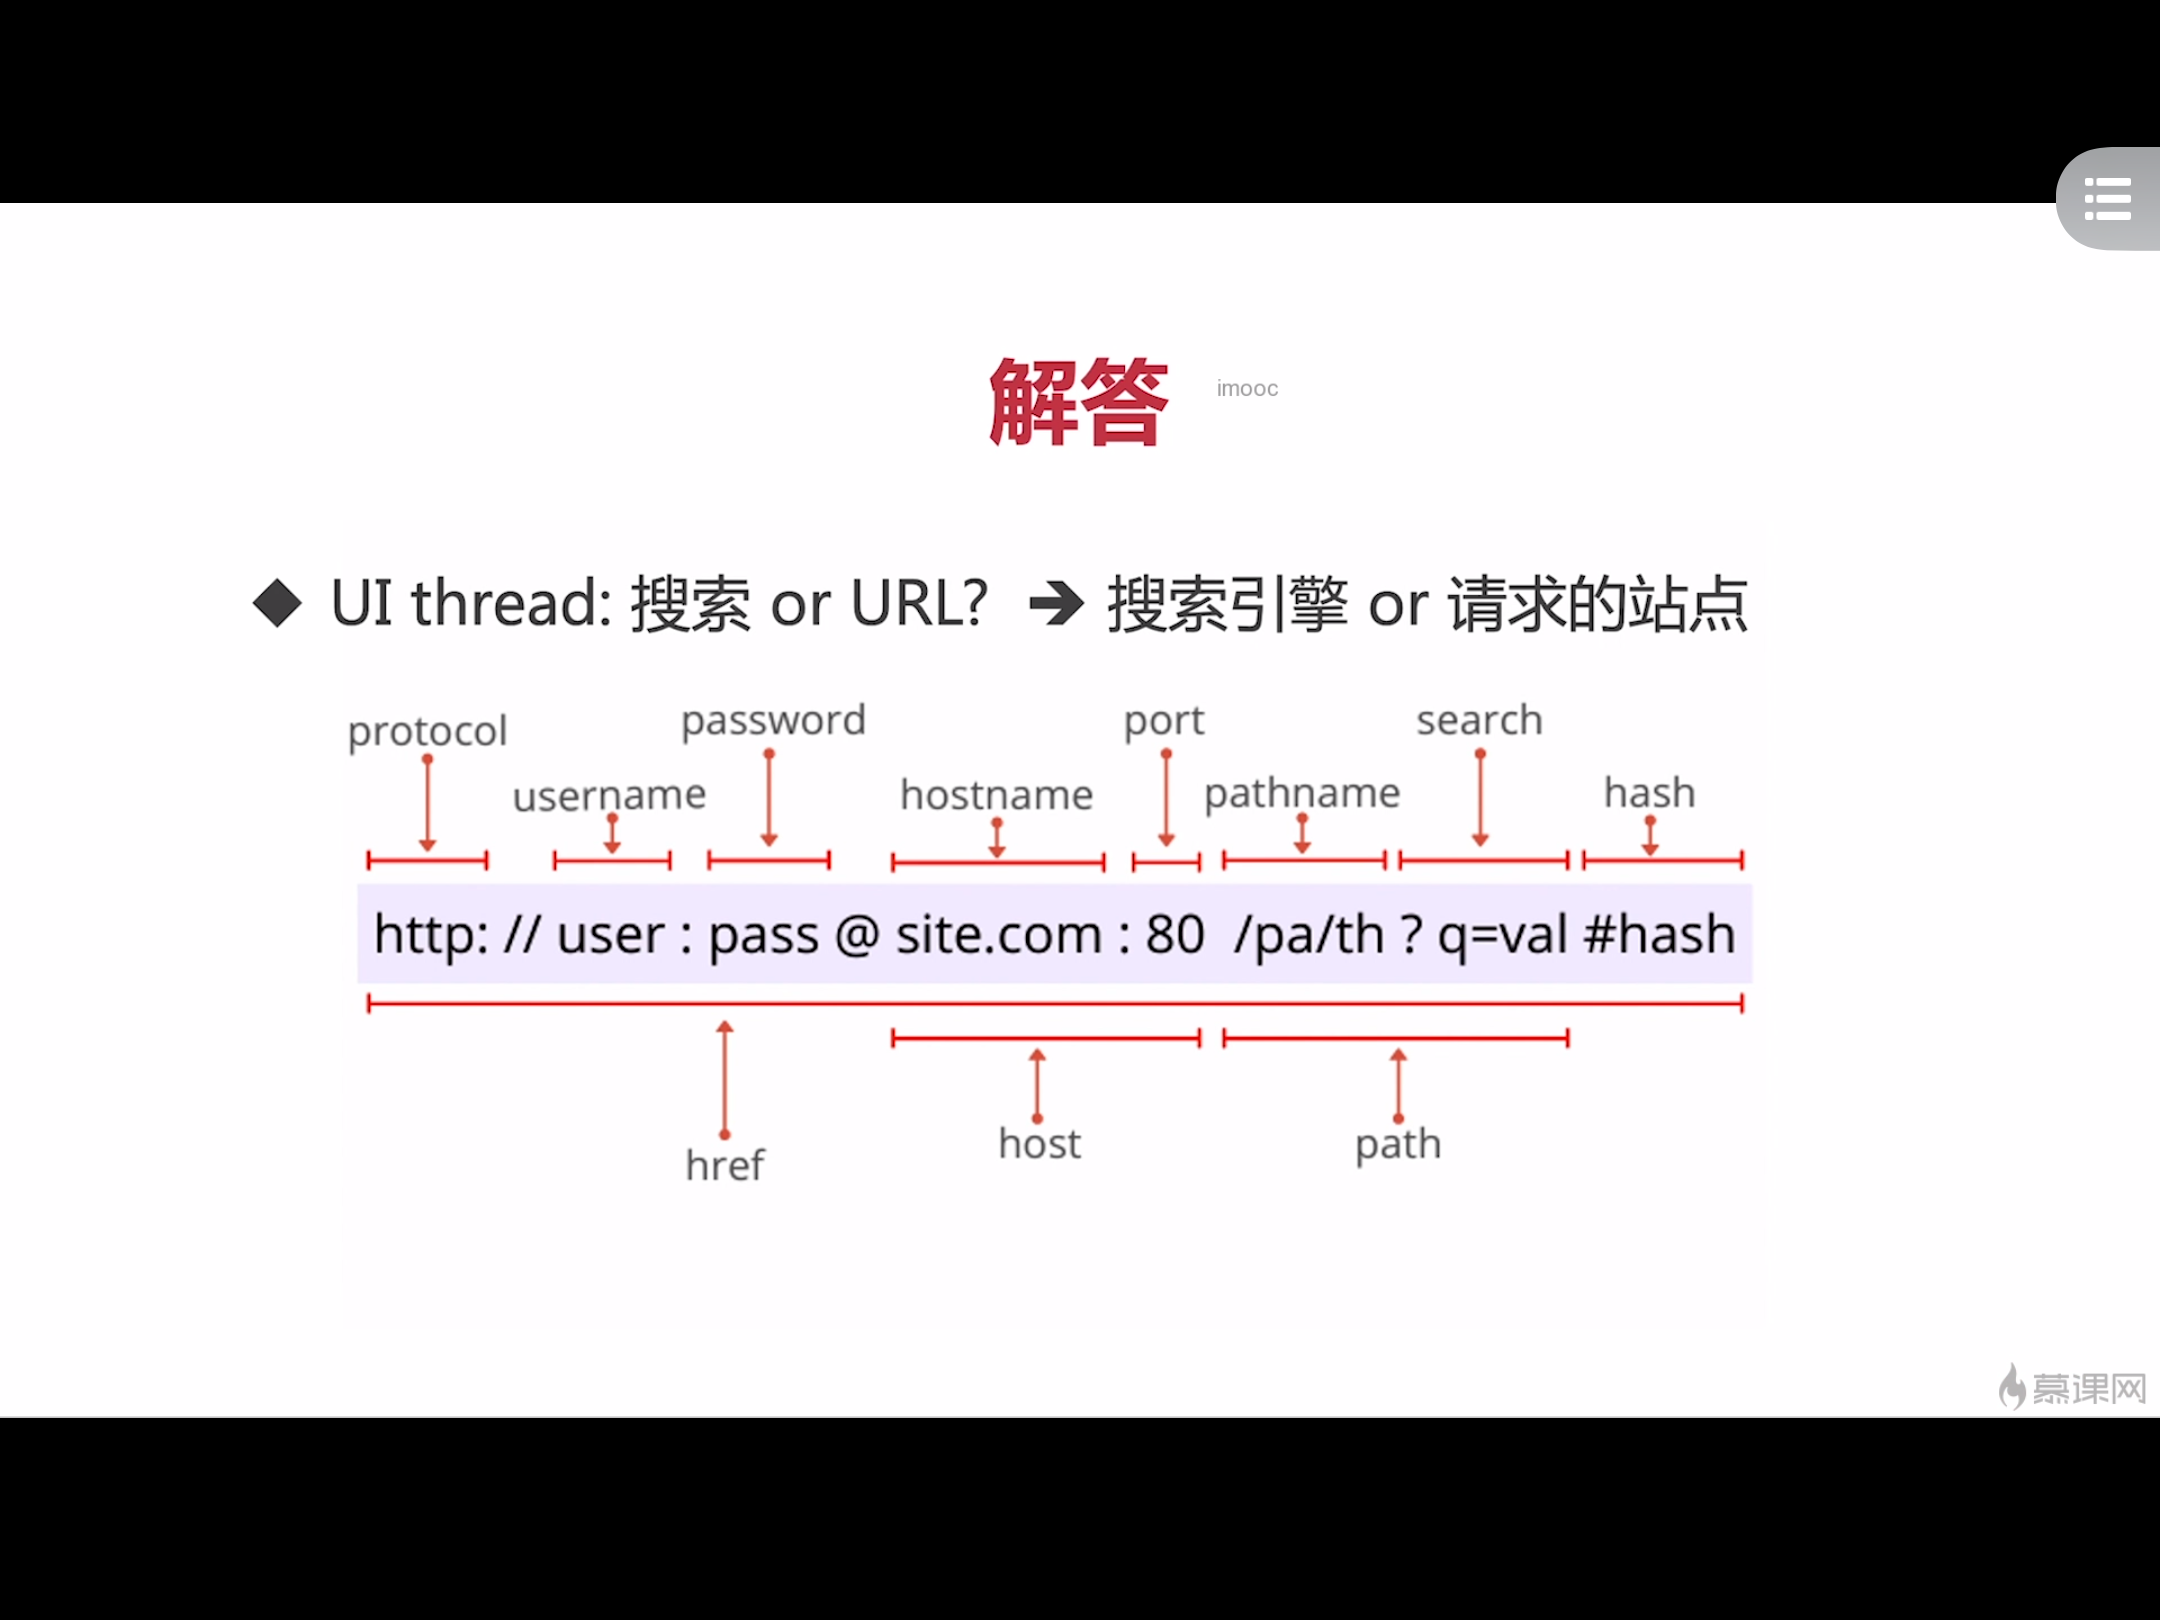 解答
imooc
◆ UI thread: 搜索 or URL? ➔ 搜索引擎 or 请求的站点
protocol
password
port
search
username
hostname
pathname
hash
http: // user : pass @ site.com : 80 /pa/th ? q=val #hash
href
host
path
慕课网